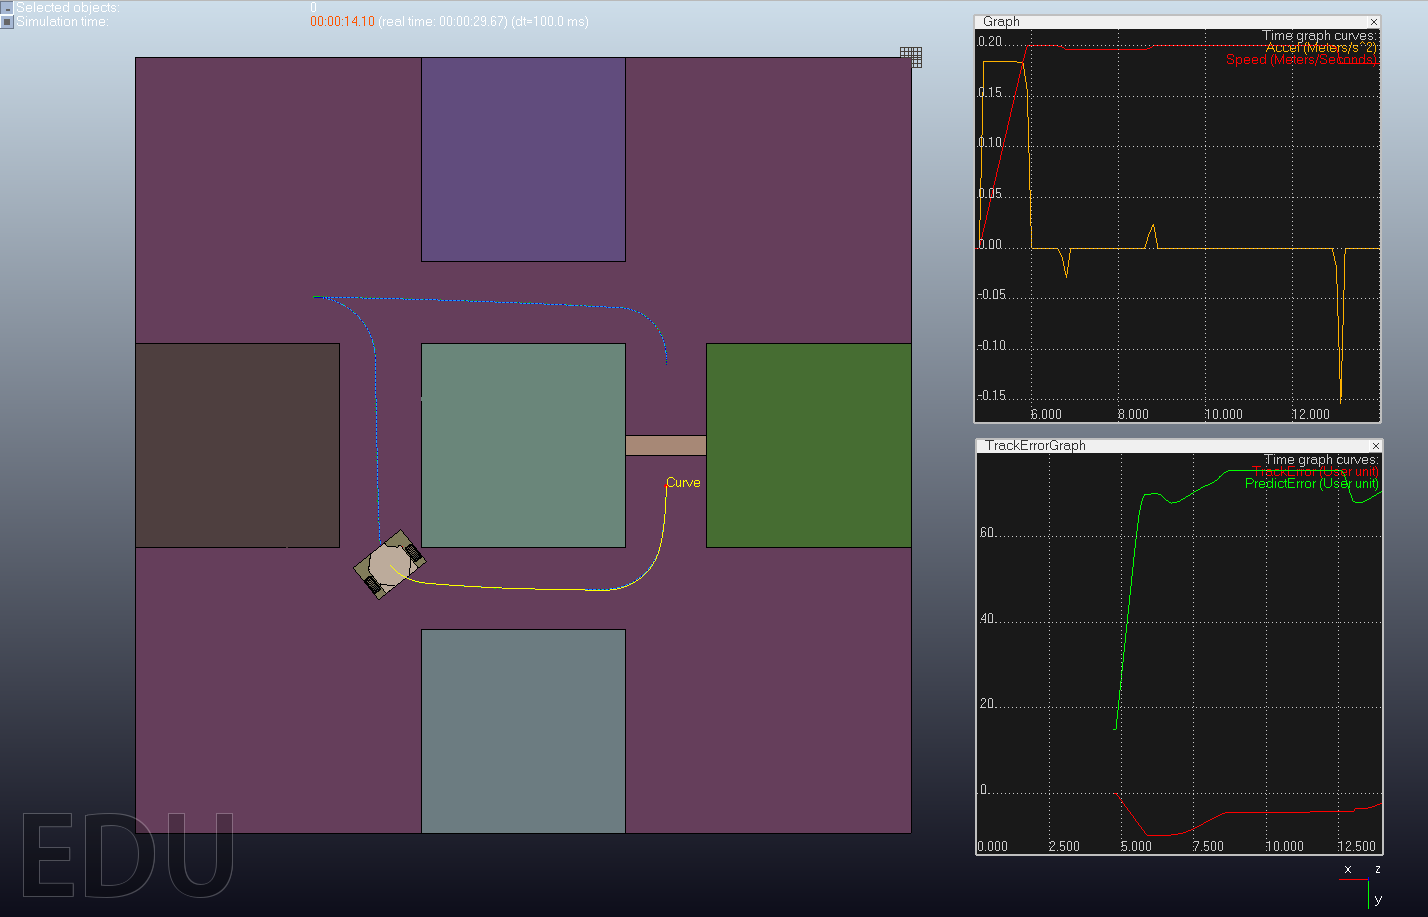 Selected objects: 0
Simulation time: 00:00:14.10 (real time: 00:00:29.67) (dt=100.0 ms)
Graph
Time graph curves:
Accel (Meters/s^2)
Speed (Meters/Seconds)
0.20
0.15
0.10
0.05
0.00
-0.05
-0.10
-0.15
6.000 8.000 10.000 12.000
TrackErrorGraph
Time graph curves:
TrackError (User unit)
PredictError (User unit)
60.
40.
20.
0.
0.000 2.500 5.000 7.500 10.000 12.500
Curve
EDU
x z
y